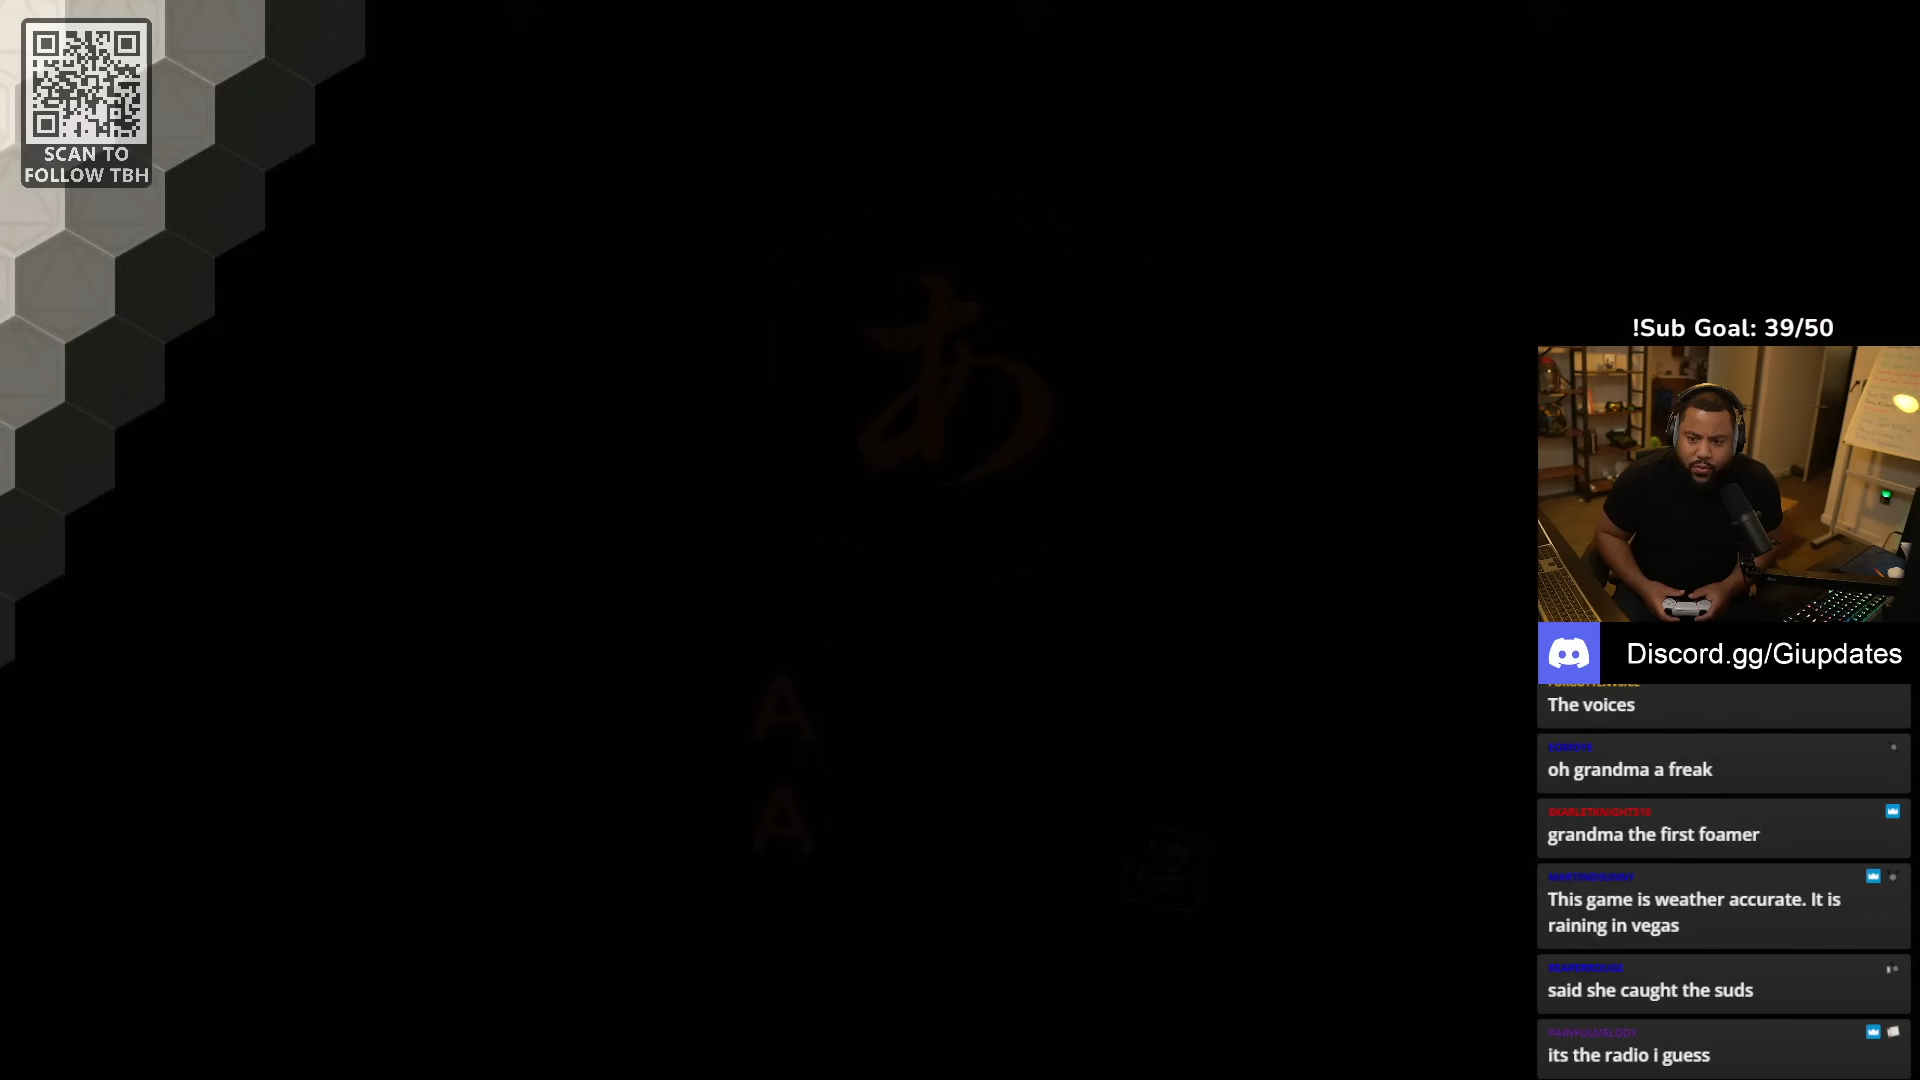 SCAN TO
FOLLOW TBH
あ
A
A
!Sub Goal: 39/50
Discord.gg/Giupdates
The voices
oh grandma a freak
SKARLETKNIGHT310
grandma the first foamer
This game is weather accurate. It is
raining in vegas
said she caught the suds
PAINFULMELODY
its the radio i guess